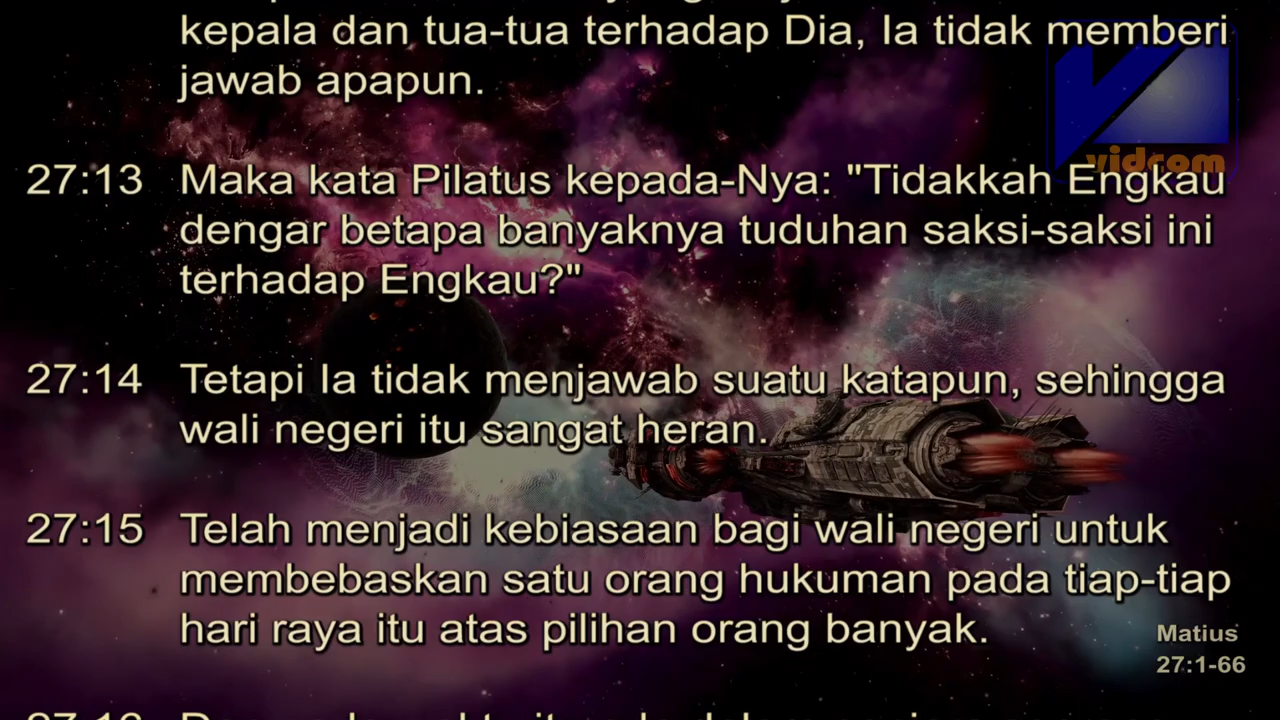 kepala dan tua-tua terhadap Dia, Ia tidak memberi
jawab apapun.
vidcom
27:13 Maka kata Pilatus kepada-Nya: "Tidakkah Engkau
dengar betapa banyaknya tuduhan saksi-saksi ini
terhadap Engkau?"
27:14 Tetapi Ia tidak menjawab suatu katapun, sehingga
wali negeri itu sangat heran.
27:15 Telah menjadi kebiasaan bagi wali negeri untuk
membebaskan satu orang hukuman pada tiap-tiap
hari raya itu atas pilihan orang banyak.
Matius
27:1-66